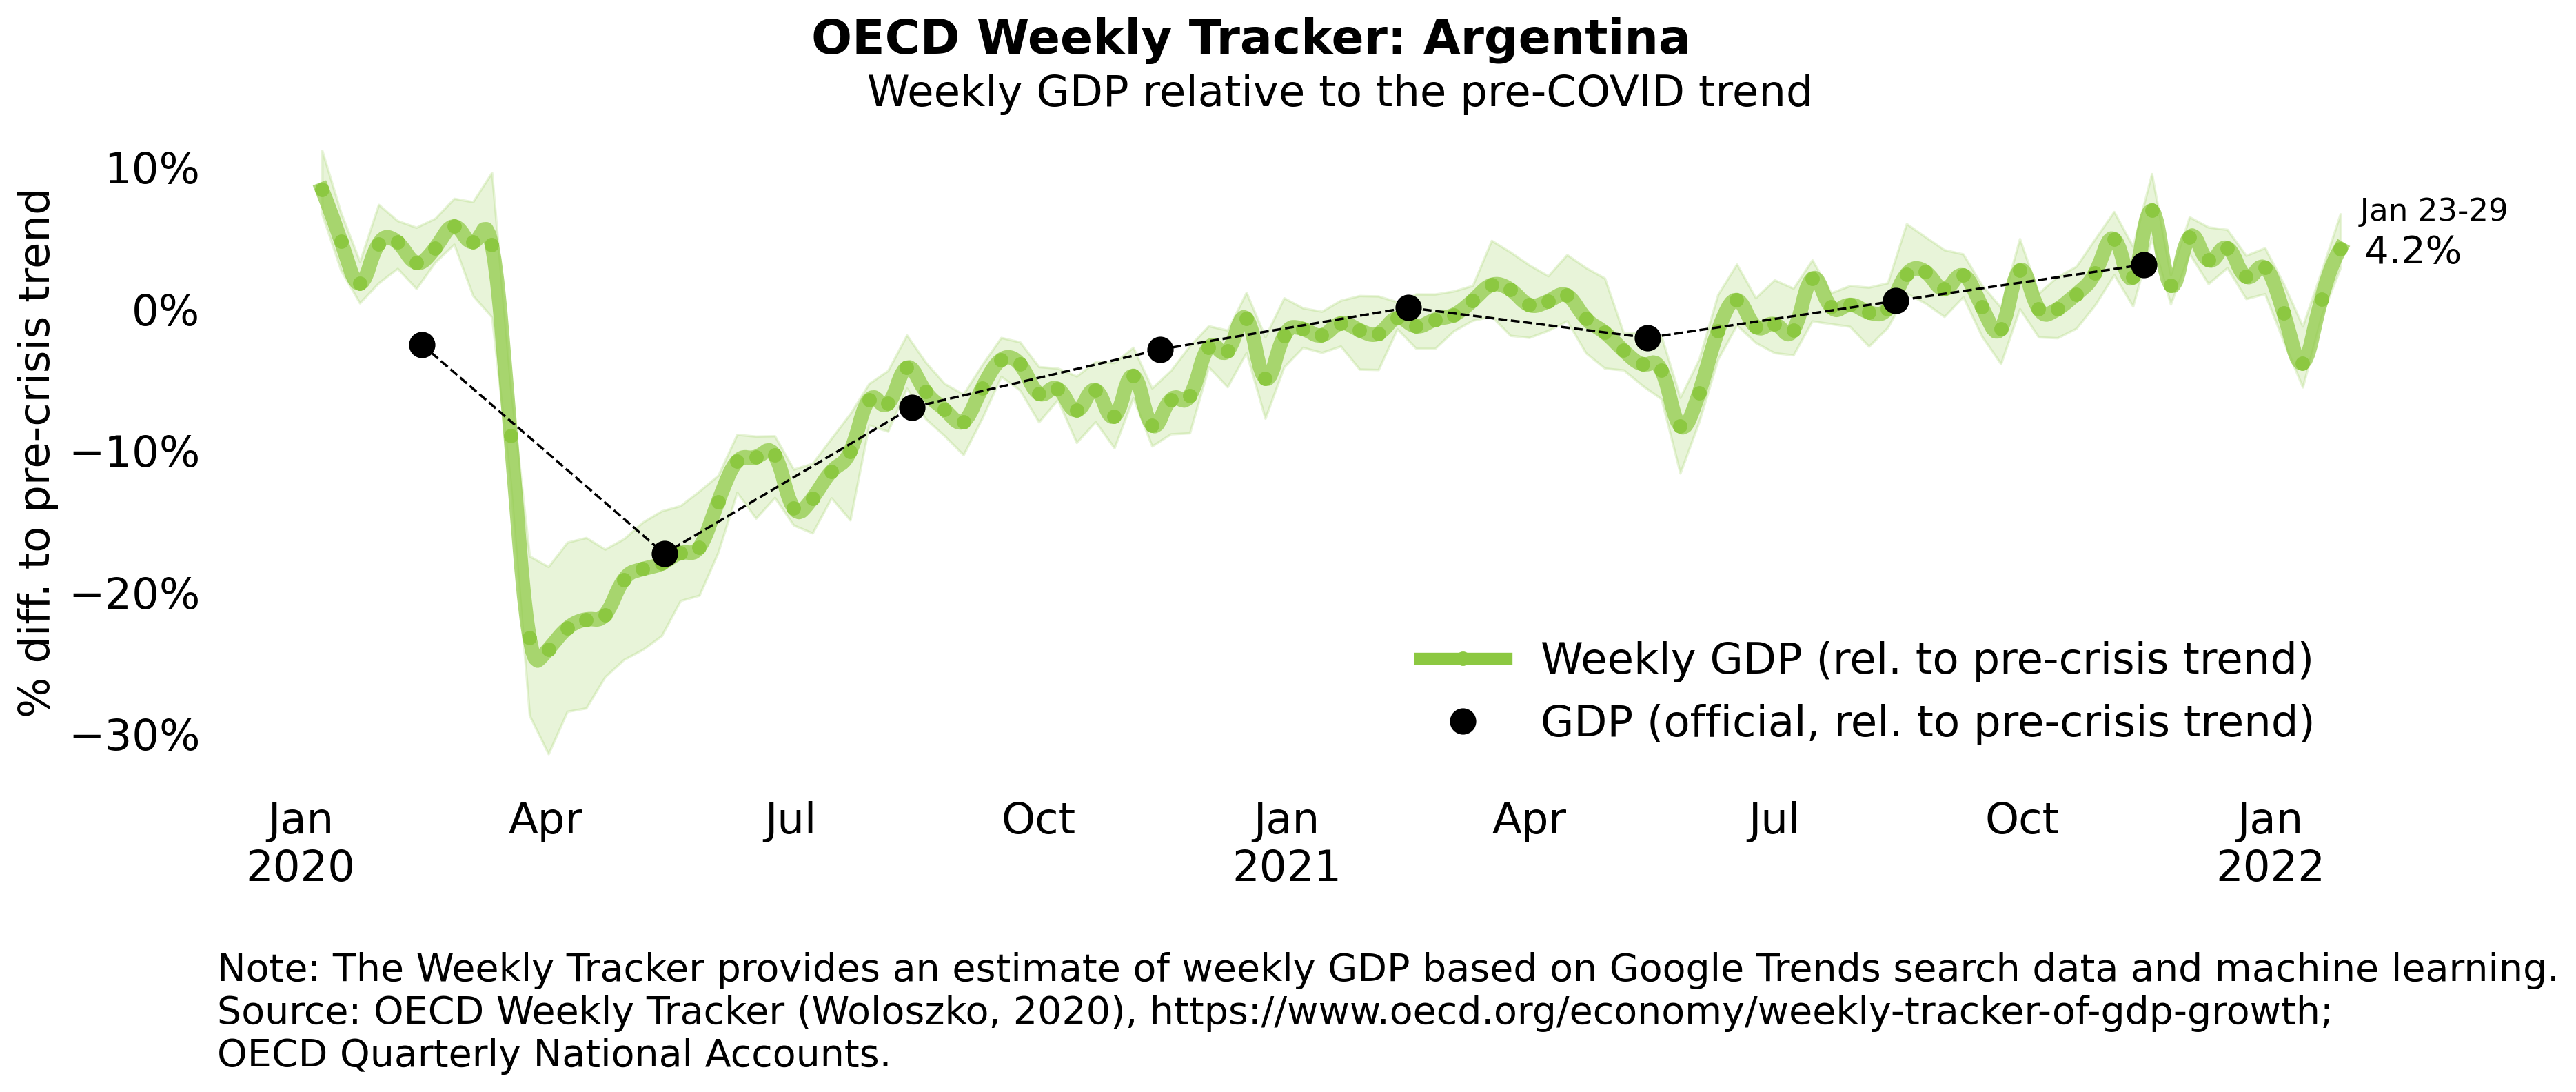 OECD Weekly Tracker: Argentina
Weekly GDP relative to the pre-COVID trend
% diff. to pre-crisis trend
10%
0%
−10%
−20%
−30%
Jan 23-29
4.2%
Weekly GDP (rel. to pre-crisis trend)
GDP (official, rel. to pre-crisis trend)
Jan Apr Jul Oct Jan Apr Jul Oct Jan
2020 2021 2022
Note: The Weekly Tracker provides an estimate of weekly GDP based on Google Trends search data and machine learning.
Source: OECD Weekly Tracker (Woloszko, 2020), https://www.oecd.org/economy/weekly-tracker-of-gdp-growth;
OECD Quarterly National Accounts.